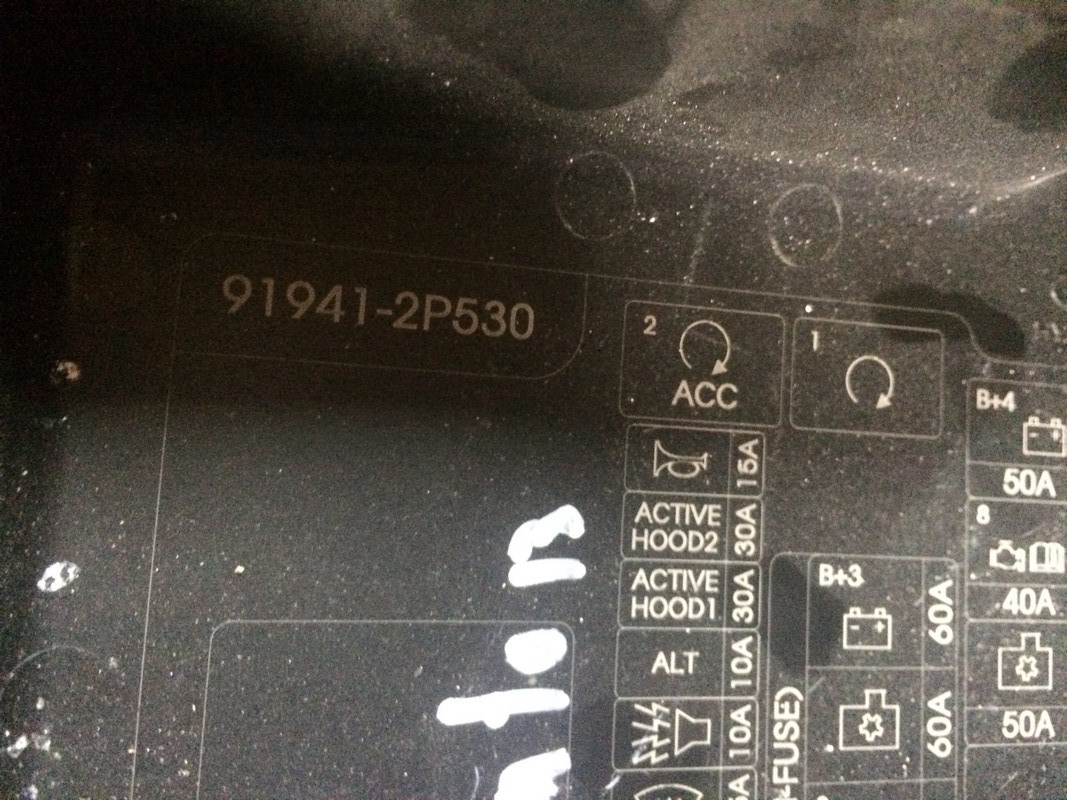 91941-2P530
2
ACC
1
15A
ACTIVE
HOOD2
30A
ACTIVE
HOOD1
30A
ALT
10A
10A
B+3
60A
60A
B+4
50A
8
40A
50A